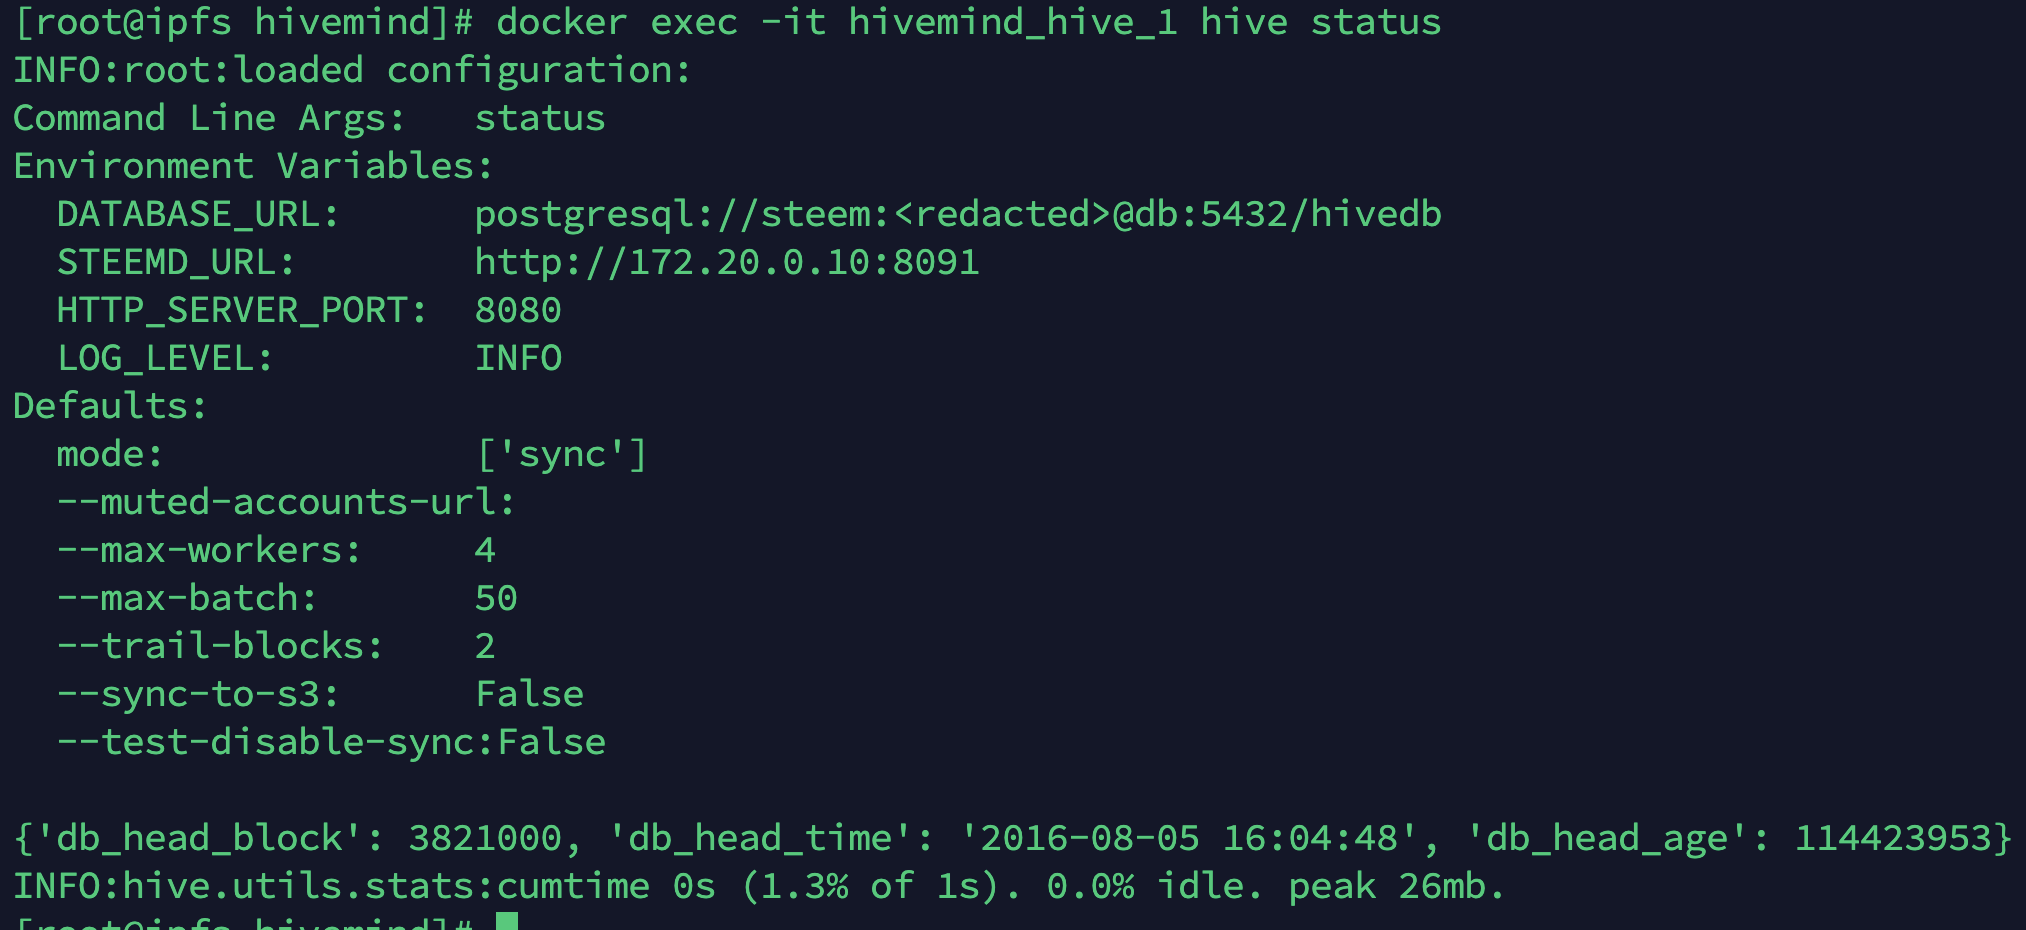 [root@ipfs hivemind]# docker exec -it hivemind_hive_1 hive status
INFO:root:loaded configuration:
Command Line Args:   status
Environment Variables:
  DATABASE_URL:      postgresql://steem:<redacted>@db:5432/hivedb
  STEEMD_URL:        http://172.20.0.10:8091
  HTTP_SERVER_PORT:  8080
  LOG_LEVEL:         INFO
Defaults:
  mode:              ['sync']
  --muted-accounts-url:
  --max-workers:     4
  --max-batch:       50
  --trail-blocks:    2
  --sync-to-s3:      False
  --test-disable-sync:False
{'db_head_block': 3821000, 'db_head_time': '2016-08-05 16:04:48', 'db_head_age': 114423953}
INFO:hive.utils.stats:cumtime 0s (1.3% of 1s). 0.0% idle. peak 26mb.
[root@ipfs hivemind]#